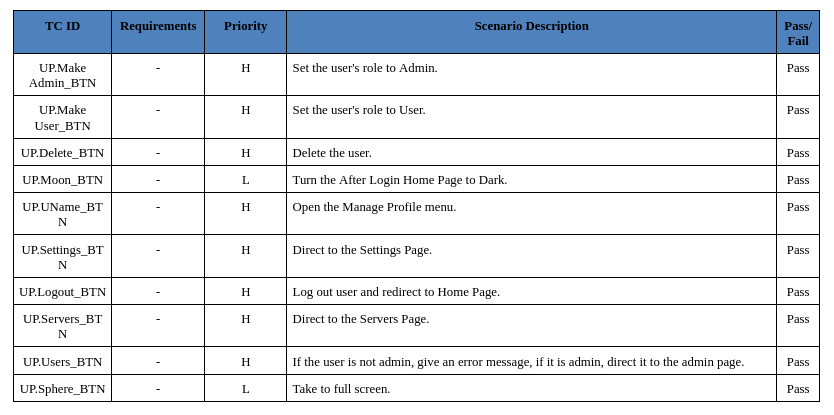 TC ID Requirements Priority Scenario Description Pass/
Fail
UP.Make
Admin_BTN - H Set the user's role to Admin. Pass
UP.Make
User_BTN - H Set the user's role to User. Pass
UP.Delete_BTN - H Delete the user. Pass
UP.Moon_BTN - L Turn the After Login Home Page to Dark. Pass
UP.UName_BT
N - H Open the Manage Profile menu. Pass
UP.Settings_BT
N - H Direct to the Settings Page. Pass
UP.Logout_BTN - H Log out user and redirect to Home Page. Pass
UP.Servers_BT
N - H Direct to the Servers Page. Pass
UP.Users_BTN - H If the user is not admin, give an error message, if it is admin, direct it to the admin page. Pass
UP.Sphere_BTN - L Take to full screen. Pass